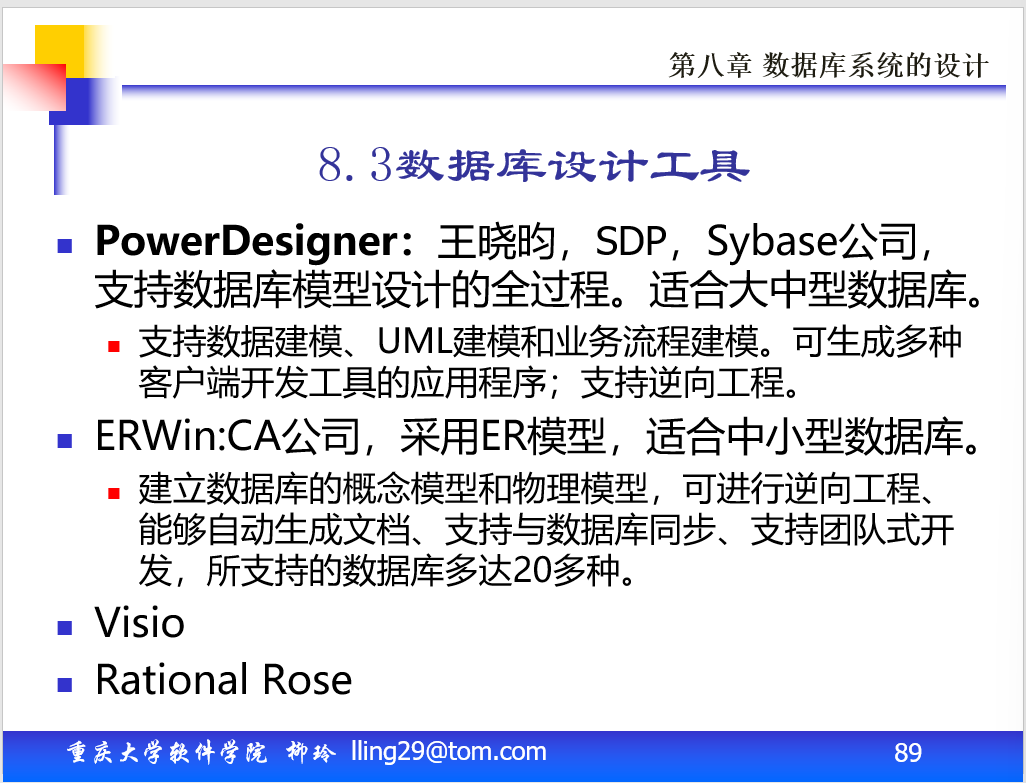 第八章 数据库系统的设计
8.3数据库设计工具
PowerDesigner：王晓昀，SDP，Sybase公司，
支持数据库模型设计的全过程。适合大中型数据库。
支持数据建模、UML建模和业务流程建模。可生成多种
客户端开发工具的应用程序；支持逆向工程。
ERWin:CA公司，采用ER模型，适合中小型数据库。
建立数据库的概念模型和物理模型，可进行逆向工程、
能够自动生成文档、支持与数据库同步、支持团队式开
发，所支持的数据库多达20多种。
Visio
Rational Rose
重庆大学软件学院 柳玲 lling29@tom.com
89